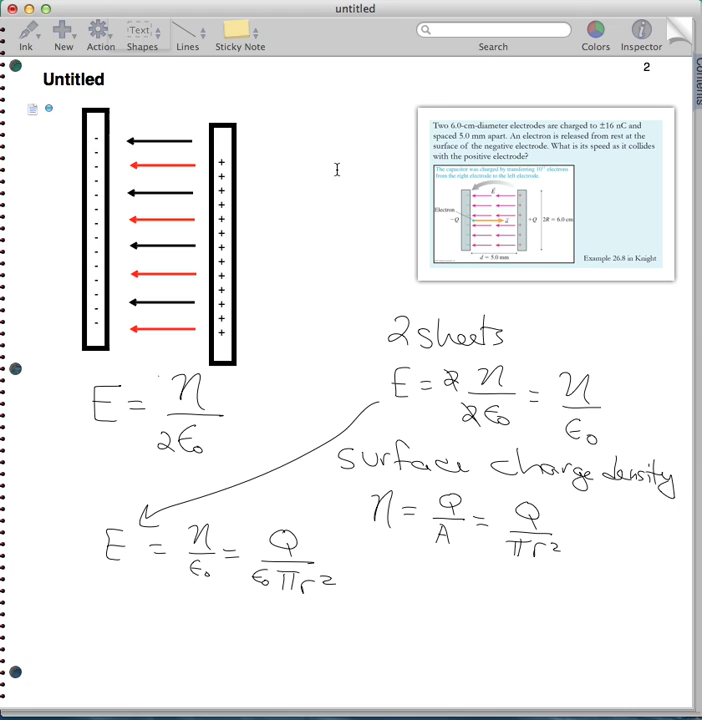 untitled
Ink New Action Text Shapes Lines Sticky Note Search Colors Inspector
Contents
2
Untitled
Two 6.0-cm-diameter electrodes are charged to ±16 nC and
spaced 5.0 mm apart. An electron is released from rest at the
surface of the negative electrode. What is its speed as it collides
with the positive electrode?
The capacitor was charged by transferring 10¹¹ electrons
from the right electrode to the left electrode.
E
Electron
−Q
+Q
2R = 6.0 cm
d = 5.0 mm
Example 26.8 in Knight
2 sheets
E = η / 2ε₀
E = 2 η / 2ε₀ = η / ε₀
surface charge density
η = Q / A = Q / πr²
E = η / ε₀ = Q / ε₀πr²